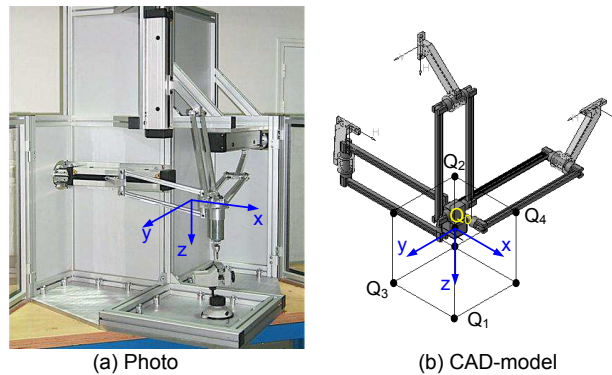 x
y
z
Q₂
Q₀
Q₄
y
x
Q₃
z
Q₁
(a) Photo
(b) CAD-model